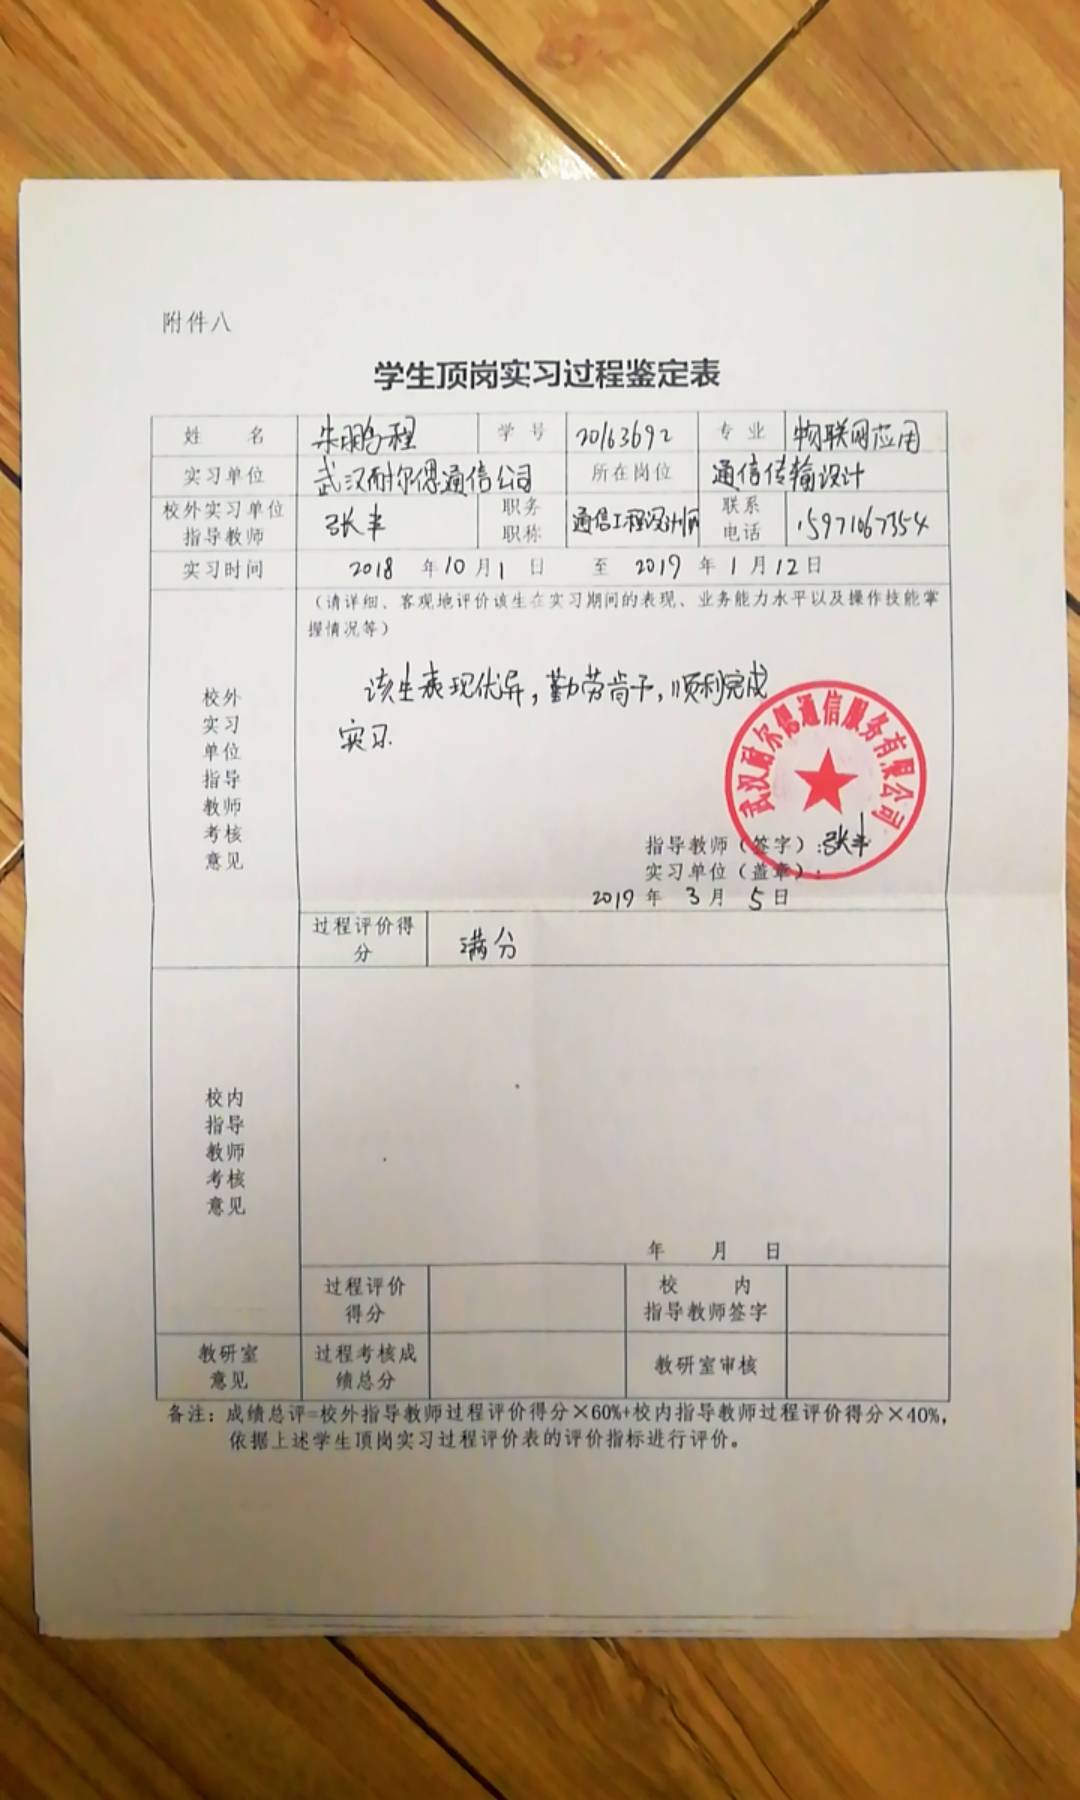 附件八
学生顶岗实习过程鉴定表
姓 名 朱鹏程 学 号 20163692 专 业 物联网应用
实习单位 武汉耐尔偲通信公司 所在岗位 通信传输设计
校外实习单位 指导教师 张丰 职务 职称 通信工程设计师 联系 电话 15971067354
实习时间 2018 年 10 月 1 日 至 2019 年 1 月 12 日
（请详细、客观地评价该生在实习期间的表现、业务能力水平以及操作技能掌
握情况等）
校外
实习
单位
指导
教师
考核
意见
该生表现优异，勤劳肯干，顺利完成
实习.
武汉耐尔偲通信服务有限公司
指导教师（签字）：张丰
实习单位（盖章）：
2019 年 3 月 5 日
过程评价得
分
满分
校内
指导
教师
考核
意见
年 月 日
过程评价
得分
校 内
指导教师签字
教研室
意见
过程考核成
绩总分
教研室审核
备注：成绩总评=校外指导教师过程评价得分×60%+校内指导教师过程评价得分×40%，
依据上述学生顶岗实习过程评价表的评价指标进行评价。